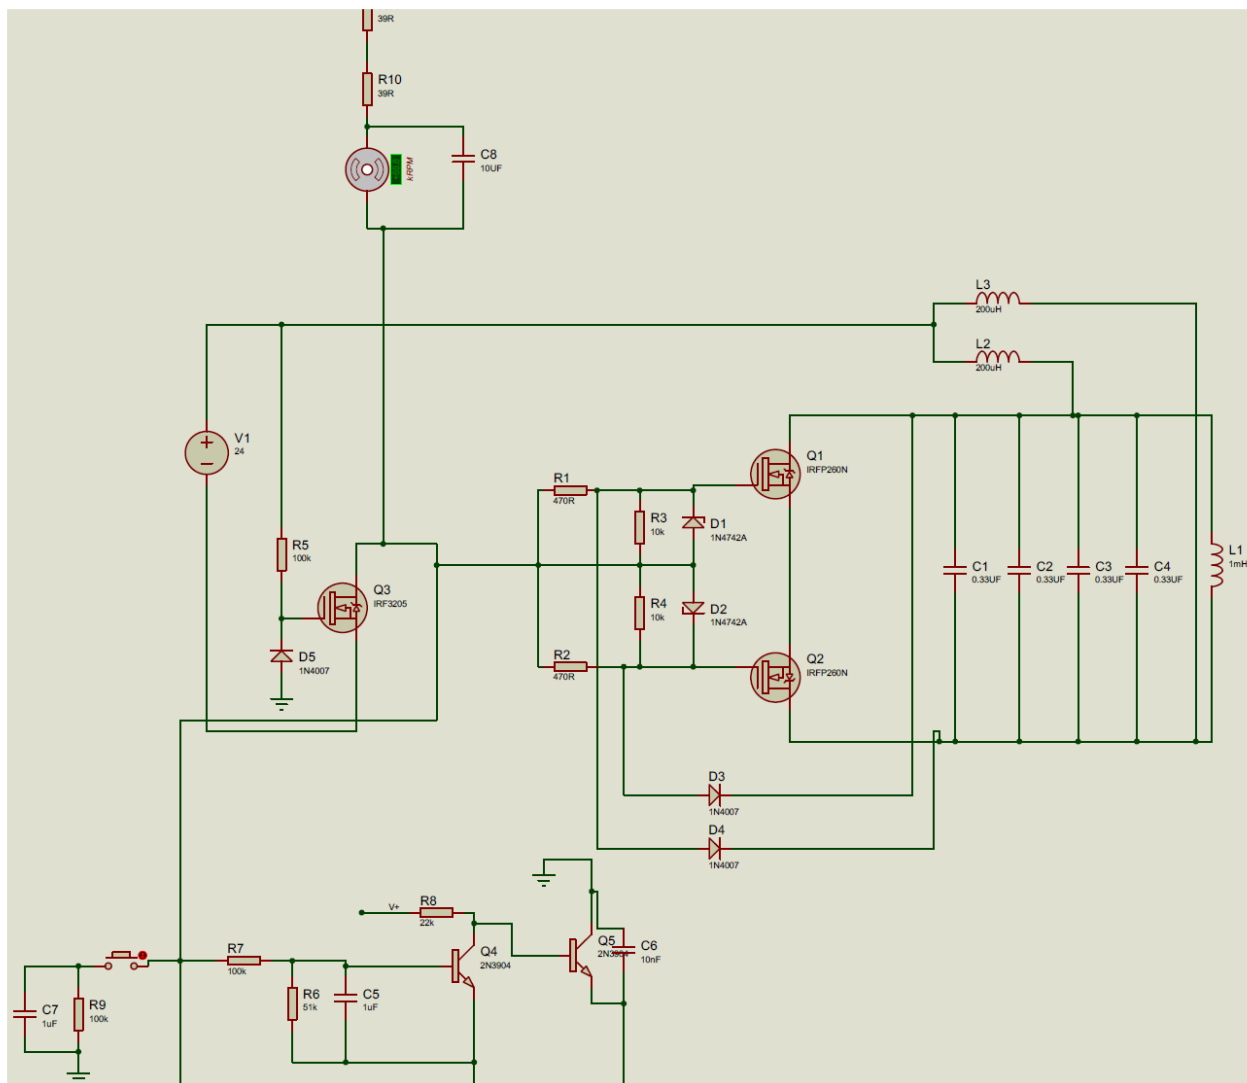 39R
R10
39R
kRPM
C8
10UF
L3
200uH
L2
200uH
V1
24
Q1
IRFP260N
R1
470R
R3
10k
D1
1N4742A
R5
100k
Q3
IRF3205
R4
10k
D2
1N4742A
C1
0.33UF
C2
0.33UF
C3
0.33UF
C4
0.33UF
L1
1mH
D5
1N4007
R2
470R
Q2
IRFP260N
D3
1N4007
D4
1N4007
V+
R8
22k
Q4
2N3904
Q5
2N3904
C6
10nF
R7
100k
C7
1uF
R9
100k
R6
51k
C5
1uF